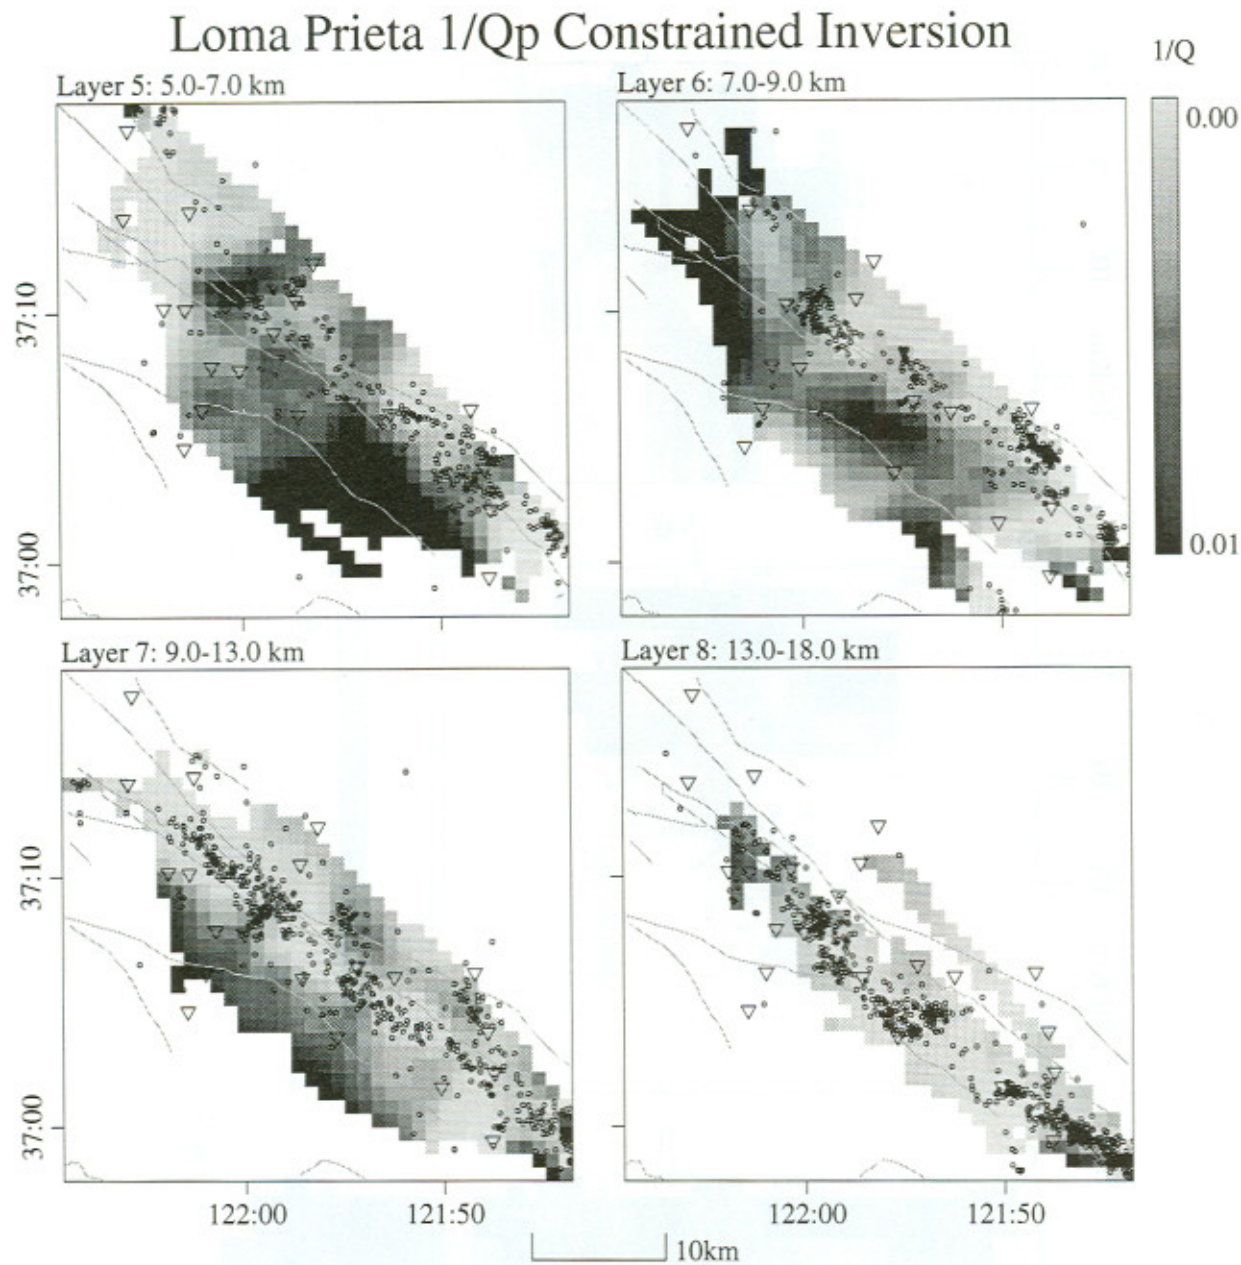 Loma Prieta 1/Qp Constrained Inversion
1/Q
Layer 5: 5.0-7.0 km
Layer 6: 7.0-9.0 km
0.00
0.01
37:10
37:00
Layer 7: 9.0-13.0 km
Layer 8: 13.0-18.0 km
37:10
37:00
122:00
121:50
122:00
121:50
10km